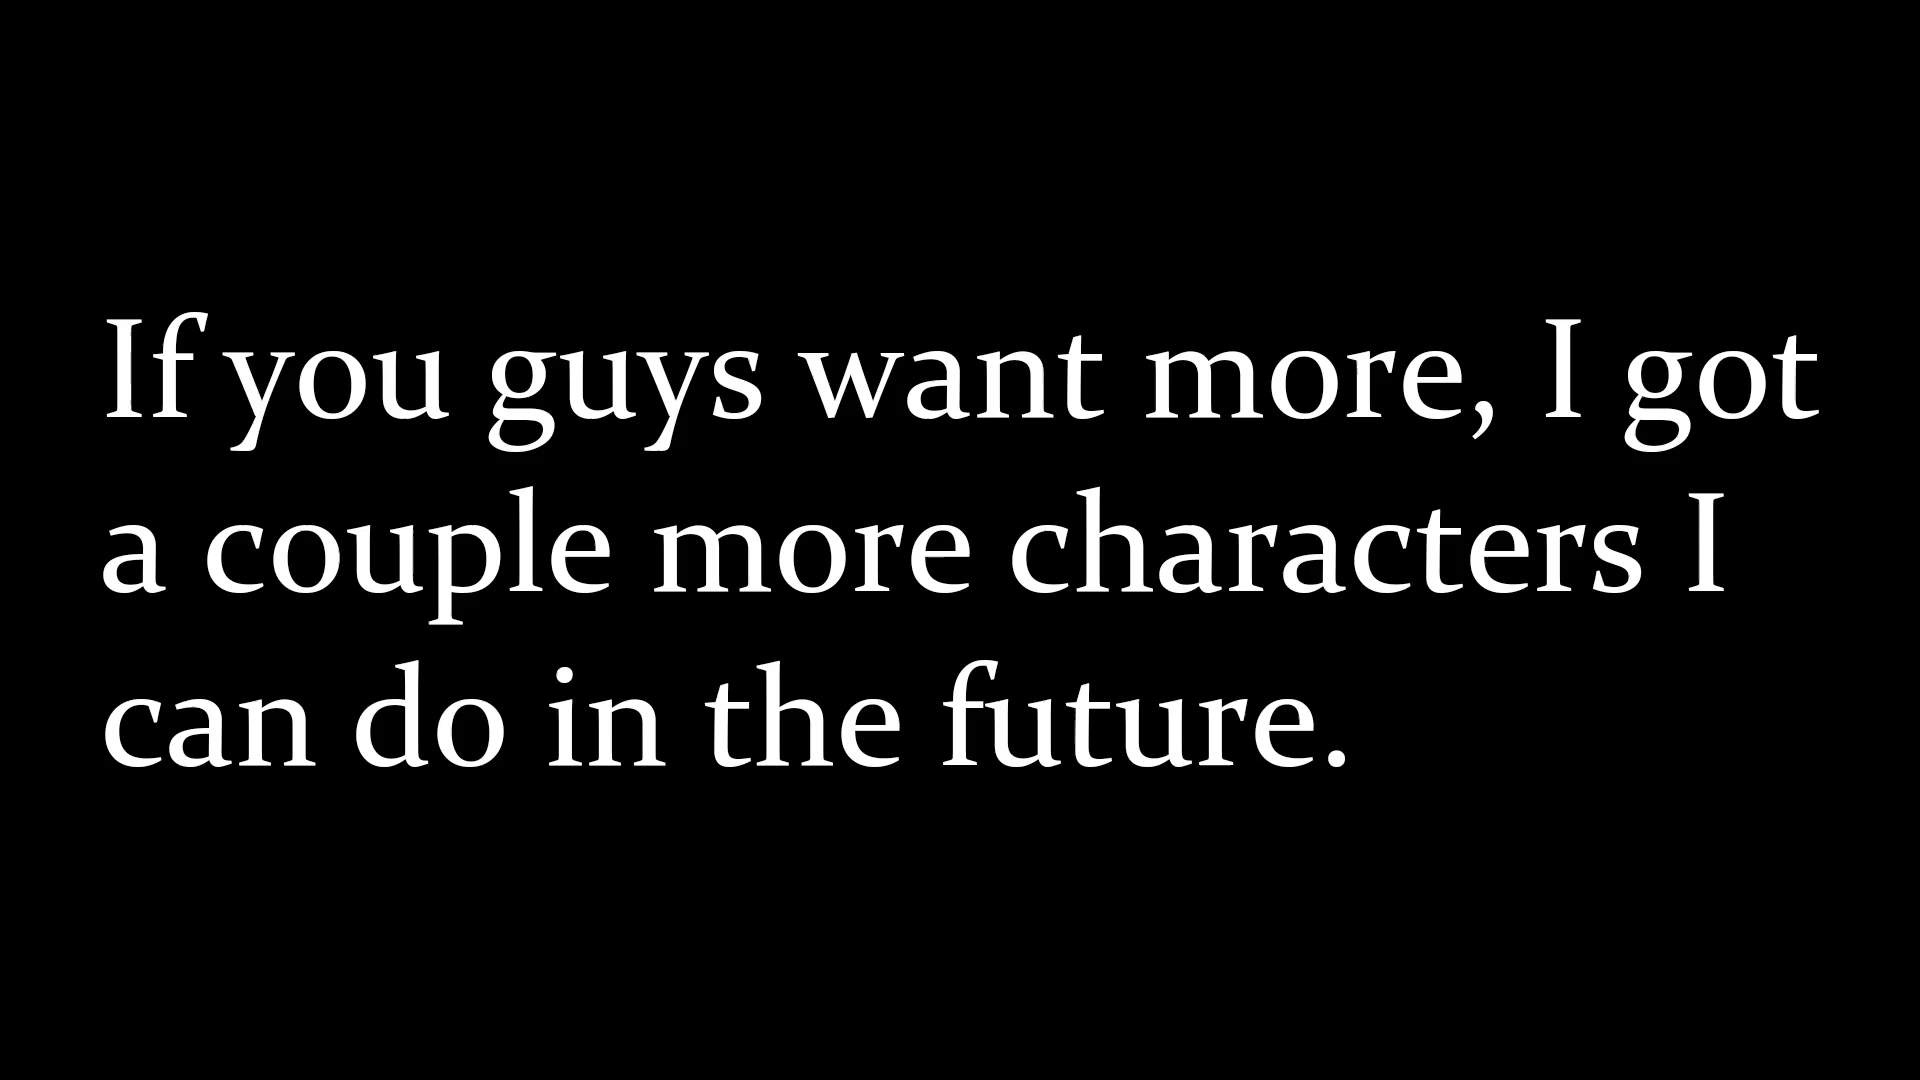 If you guys want more, I got
a couple more characters I
can do in the future.